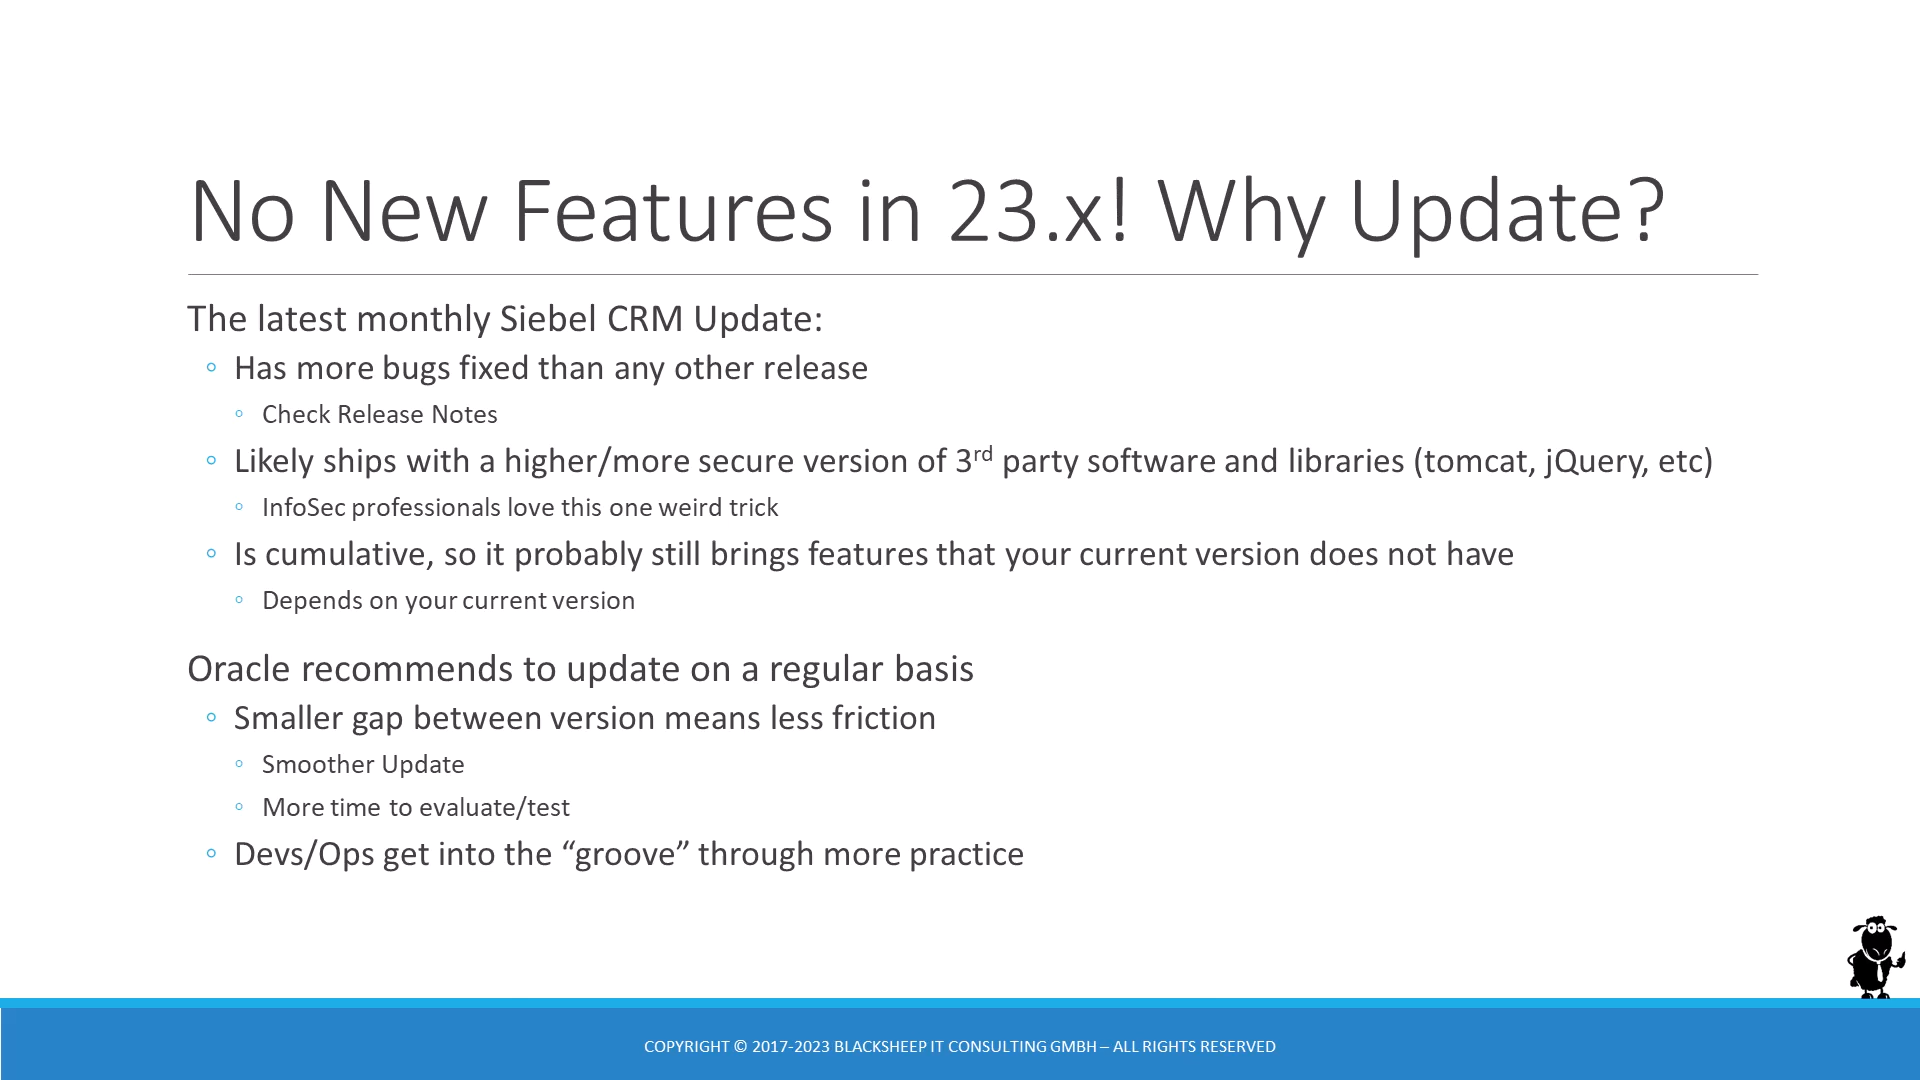 No New Features in 23.x! Why Update?
The latest monthly Siebel CRM Update:
◦ Has more bugs fixed than any other release
◦ Check Release Notes
◦ Likely ships with a higher/more secure version of 3rd party software and libraries (tomcat, jQuery, etc)
◦ InfoSec professionals love this one weird trick
◦ Is cumulative, so it probably still brings features that your current version does not have
◦ Depends on your current version
Oracle recommends to update on a regular basis
◦ Smaller gap between version means less friction
◦ Smoother Update
◦ More time to evaluate/test
◦ Devs/Ops get into the “groove” through more practice
COPYRIGHT © 2017-2023 BLACKSHEEP IT CONSULTING GMBH – ALL RIGHTS RESERVED